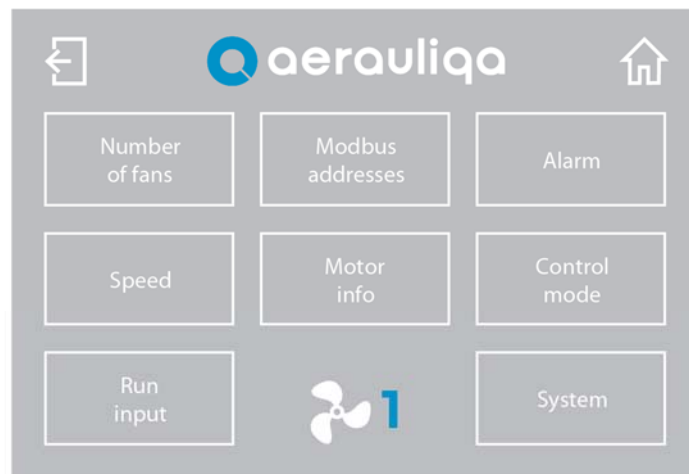 aerauliqa
Number
of fans
Modbus
addresses
Alarm
Speed
Motor
info
Control
mode
Run
input
1
System